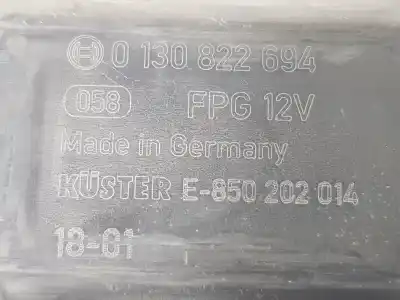 0 130 822 694
058 FPG 12V
Made in Germany
KÜSTER E-850 202 014
18-01